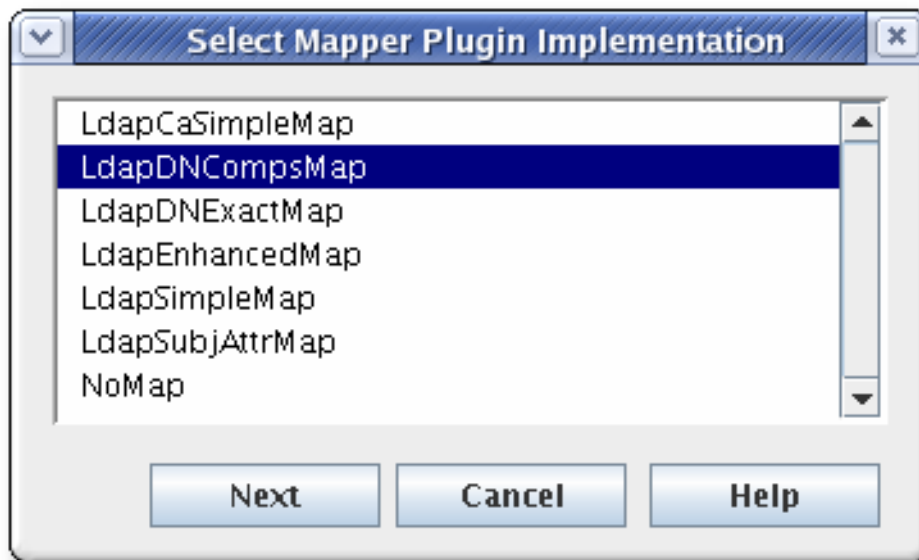 Select Mapper Plugin Implementation
LdapCaSimpleMap
LdapDNCompsMap
LdapDNExactMap
LdapEnhancedMap
LdapSimpleMap
LdapSubjAttrMap
NoMap
Next Cancel Help